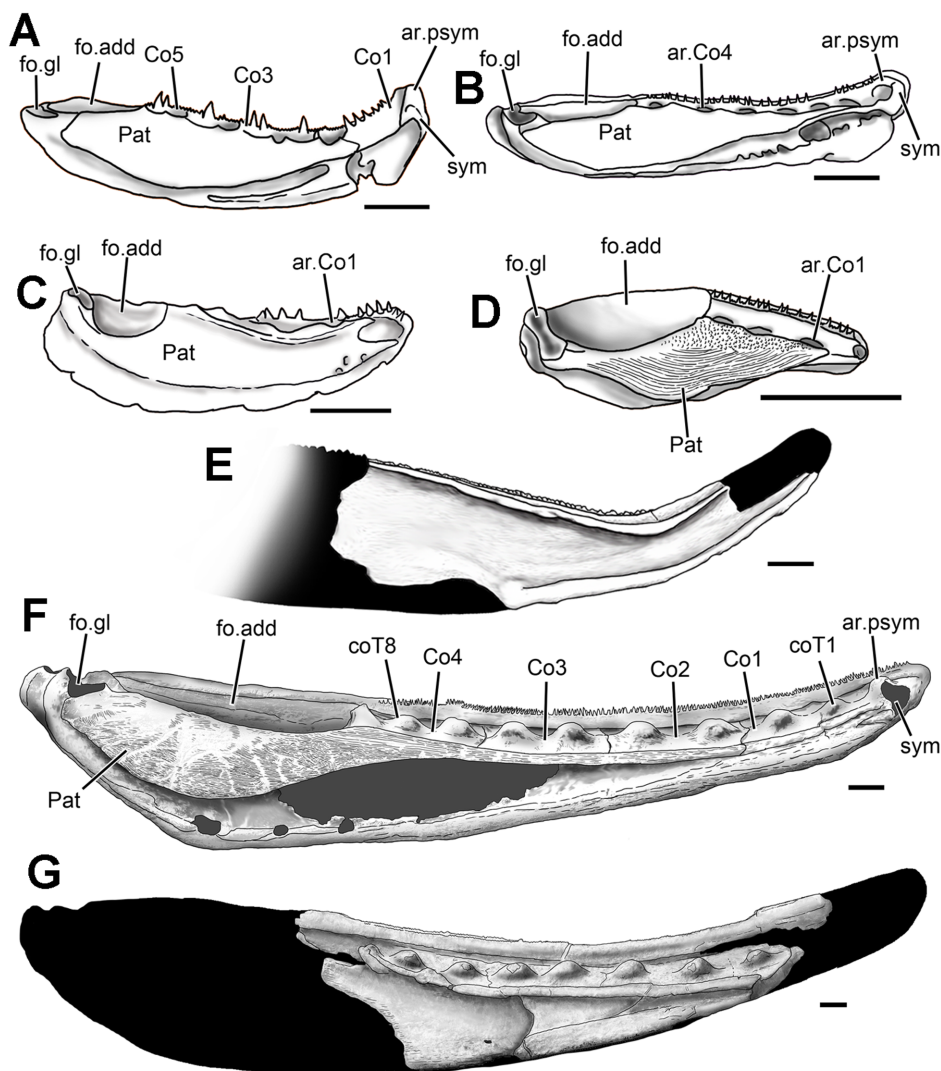 A
fo.gl
fo.add
Co5
Co3
Co1
ar.psym
Pat
sym
B
fo.gl
fo.add
ar.Co4
ar.psym
Pat
sym
C
fo.gl
fo.add
ar.Co1
Pat
D
fo.gl
fo.add
ar.Co1
Pat
E
F
fo.gl
fo.add
coT8
Co4
Co3
Co2
Co1
coT1
ar.psym
Pat
sym
G